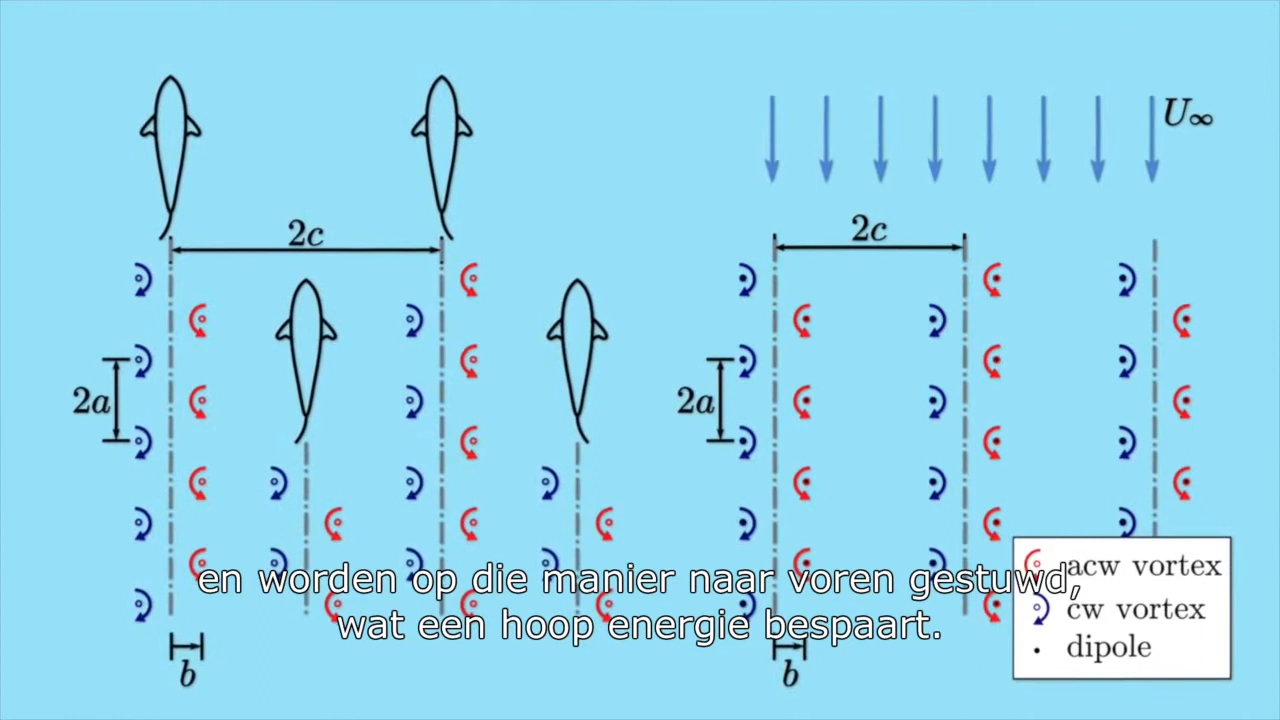 U∞
2c
2c
2a
2a
acw vortex
cw vortex
dipole
en worden op die manier naar voren gestuwd,
wat een hoop energie bespaart.
b
b